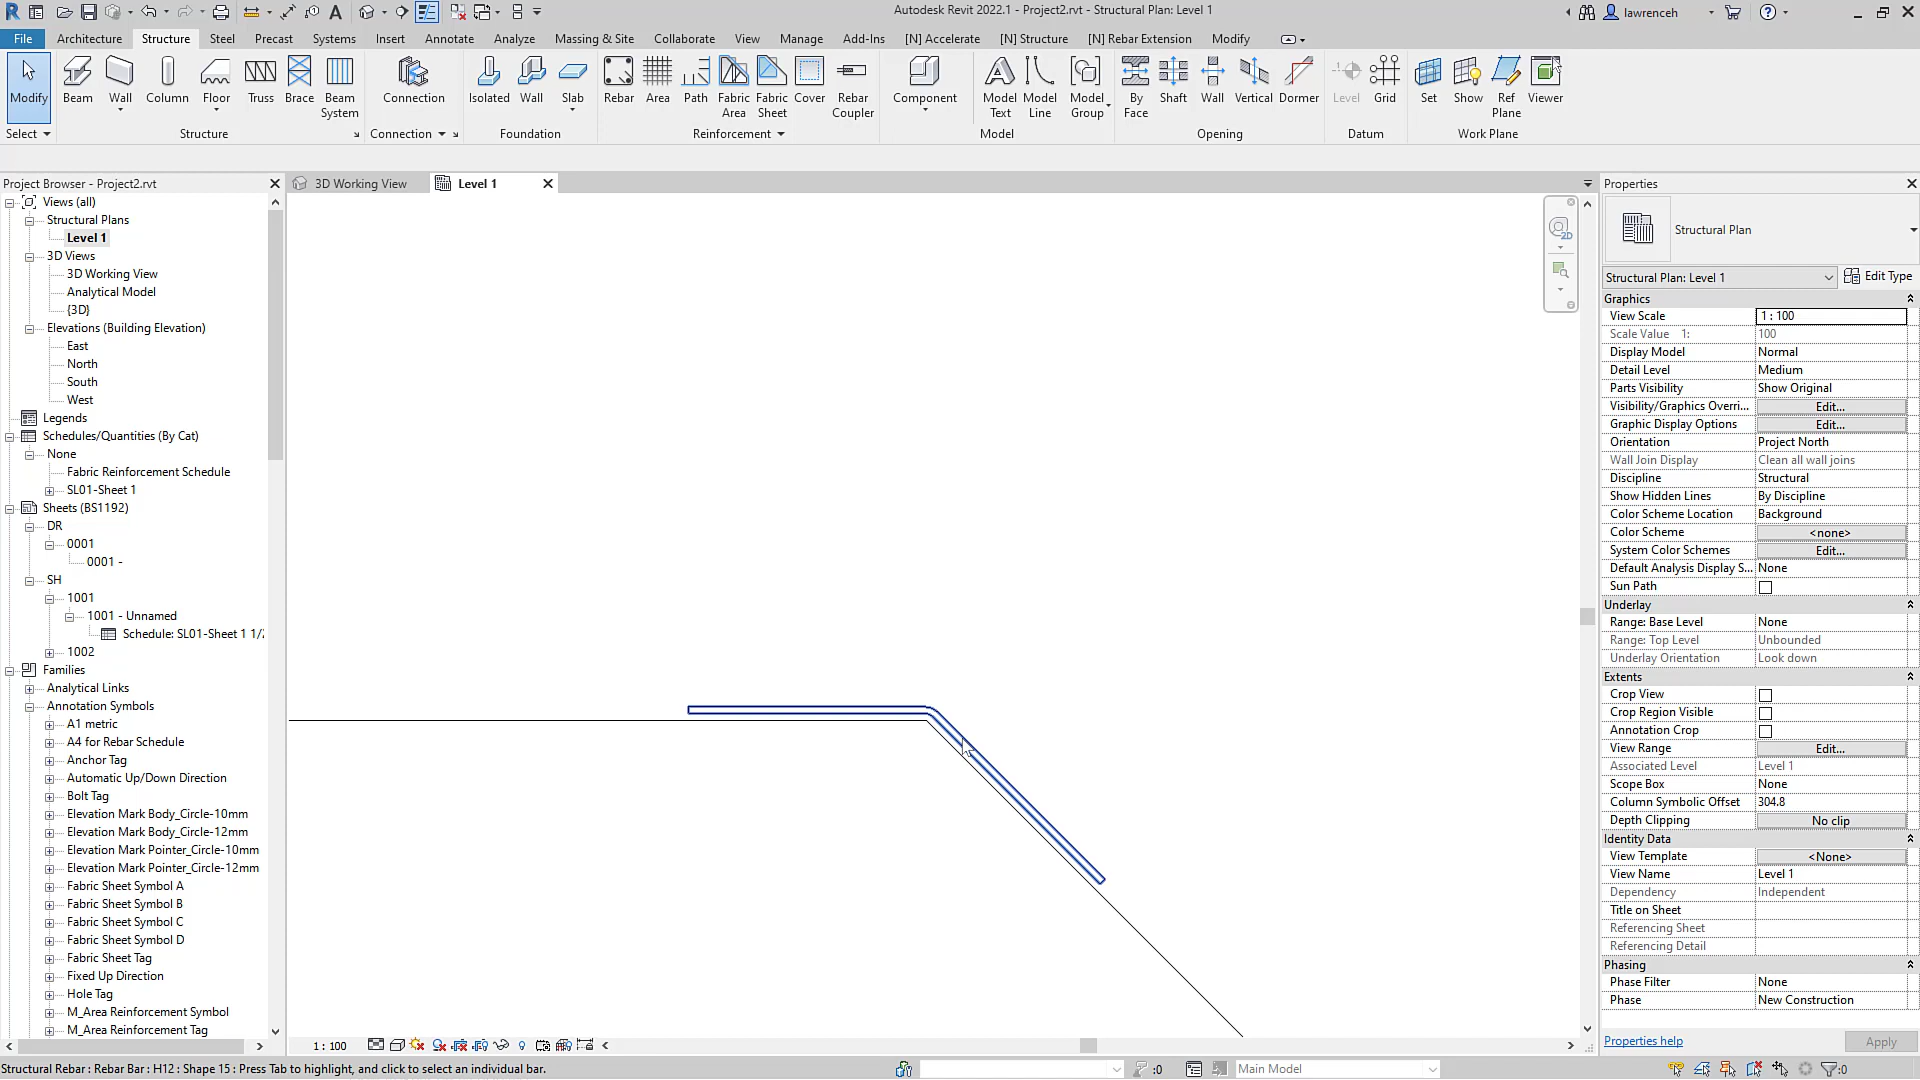 Autodesk Revit 2022.1 - Project2.rvt - Structural Plan: Level 1
lawrenceh
File Architecture Structure Steel Precast Systems Insert Annotate Analyze Massing & Site Collaborate View Manage Add-Ins [N] Accelerate [N] Structure [N] Rebar Extension Modify
Modify Beam Wall Column Floor Truss Brace Beam System Connection Isolated Wall Slab Rebar Area Path Fabric Area Fabric Sheet Cover Rebar Coupler Component Model Text Model Line Model Group By Face Shaft Wall Vertical Dormer Level Grid Set Show Ref Plane Viewer
Select Structure Connection Foundation Reinforcement Model Opening Datum Work Plane
Project Browser - Project2.rvt
3D Working View
Level 1
Views (all)
Structural Plans
Level 1
3D Views
3D Working View
Analytical Model
{3D}
Elevations (Building Elevation)
East
North
South
West
Legends
Schedules/Quantities (By Cat)
None
Fabric Reinforcement Schedule
SL01-Sheet 1
Sheets (BS1192)
DR
0001
0001 -
SH
1001
1001 - Unnamed
Schedule: SL01-Sheet 1 1/2
1002
Families
Analytical Links
Annotation Symbols
A1 metric
A4 for Rebar Schedule
Anchor Tag
Automatic Up/Down Direction
Bolt Tag
Elevation Mark Body_Circle-10mm
Elevation Mark Body_Circle-12mm
Elevation Mark Pointer_Circle-10mm
Elevation Mark Pointer_Circle-12mm
Fabric Sheet Symbol A
Fabric Sheet Symbol B
Fabric Sheet Symbol C
Fabric Sheet Symbol D
Fabric Sheet Tag
Fixed Up Direction
Hole Tag
M_Area Reinforcement Symbol
M_Area Reinforcement Tag
2D
Properties
Structural Plan
Structural Plan: Level 1 Edit Type
Graphics
View Scale 1 : 100
Scale Value 1: 100
Display Model Normal
Detail Level Medium
Parts Visibility Show Original
Visibility/Graphics Overri... Edit...
Graphic Display Options Edit...
Orientation Project North
Wall Join Display Clean all wall joins
Discipline Structural
Show Hidden Lines By Discipline
Color Scheme Location Background
Color Scheme <none>
System Color Schemes Edit...
Default Analysis Display S... None
Sun Path
Underlay
Range: Base Level None
Range: Top Level Unbounded
Underlay Orientation Look down
Extents
Crop View
Crop Region Visible
Annotation Crop
View Range Edit...
Associated Level Level 1
Scope Box None
Column Symbolic Offset 304.8
Depth Clipping No clip
Identity Data
View Template <None>
View Name Level 1
Dependency Independent
Title on Sheet
Referencing Sheet
Referencing Detail
Phasing
Phase Filter None
Phase New Construction
Properties help Apply
1 : 100
Structural Rebar : Rebar Bar : H12 : Shape 15 : Press Tab to highlight, and click to select an individual bar.
:0
Main Model
:0